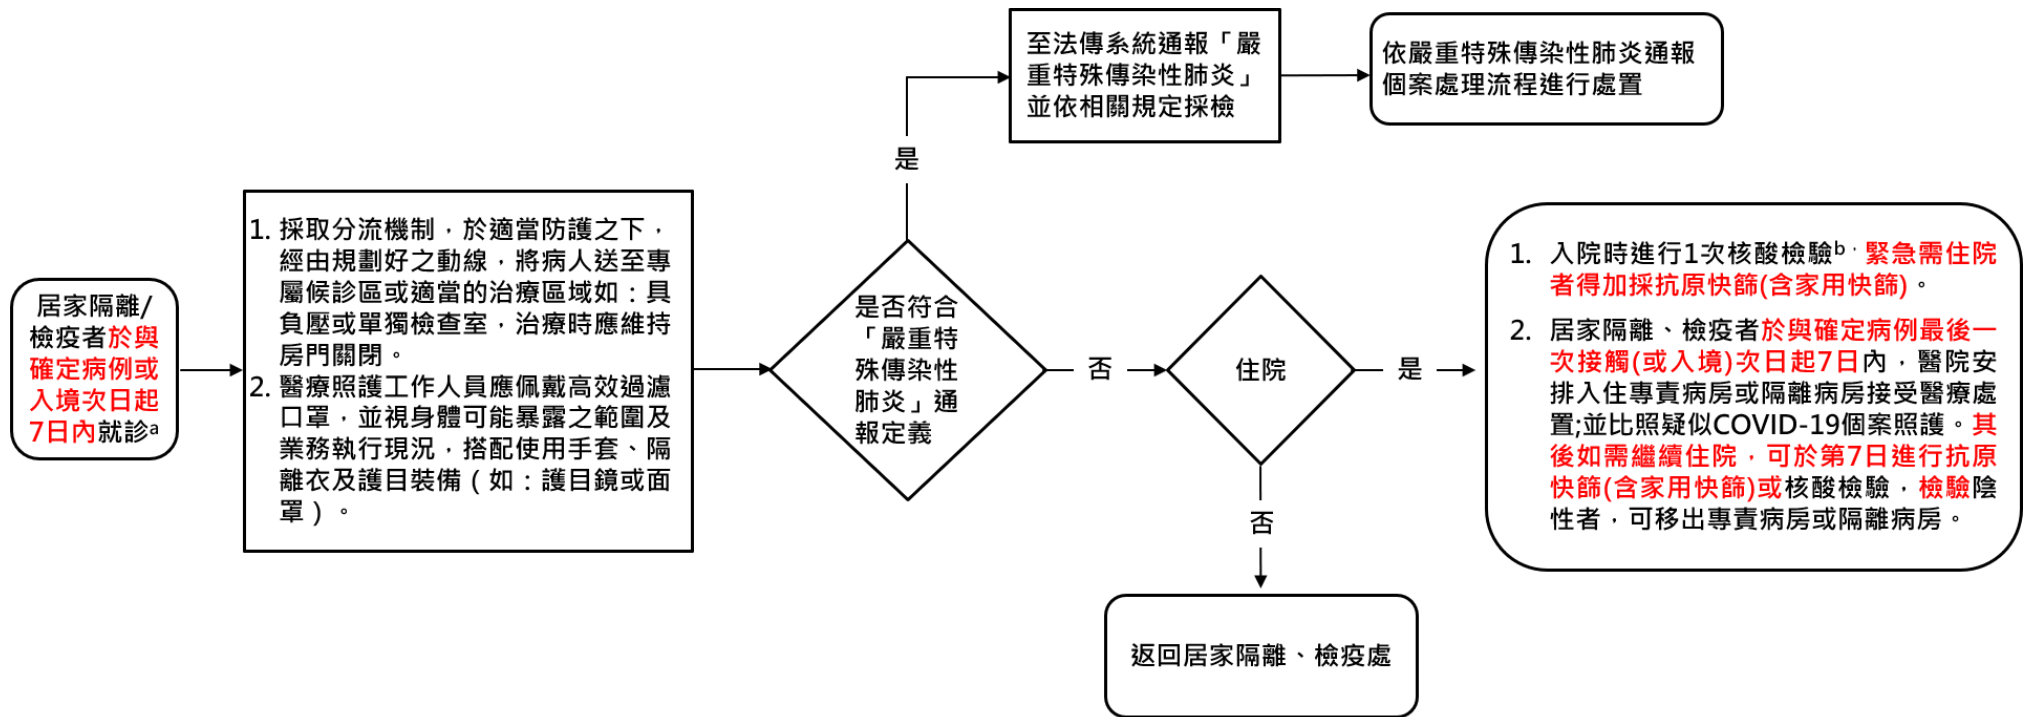 居家隔離/
檢疫者於與
確定病例或
入境次日起
7日內就診a
1. 採取分流機制，於適當防護之下，
經由規劃好之動線，將病人送至專
屬候診區或適當的治療區域如：具
負壓或單獨檢查室，治療時應維持
房門關閉。
2. 醫療照護工作人員應佩戴高效過濾
口罩，並視身體可能暴露之範圍及
業務執行現況，搭配使用手套、隔
離衣及護目裝備（如：護目鏡或面
罩）。
是否符合
「嚴重特
殊傳染性
肺炎」通
報定義
是
至法傳系統通報「嚴
重特殊傳染性肺炎」
並依相關規定採檢
依嚴重特殊傳染性肺炎通報
個案處理流程進行處置
否
住院
是
1. 入院時進行1次核酸檢驗b，緊急需住院
者得加採抗原快篩(含家用快篩)。
2. 居家隔離、檢疫者於與確定病例最後一
次接觸(或入境)次日起7日內，醫院安
排入住專責病房或隔離病房接受醫療處
置;並比照疑似COVID-19個案照護。其
後如需繼續住院，可於第7日進行抗原
快篩(含家用快篩)或核酸檢驗，檢驗陰
性者，可移出專責病房或隔離病房。
否
返回居家隔離、檢疫處